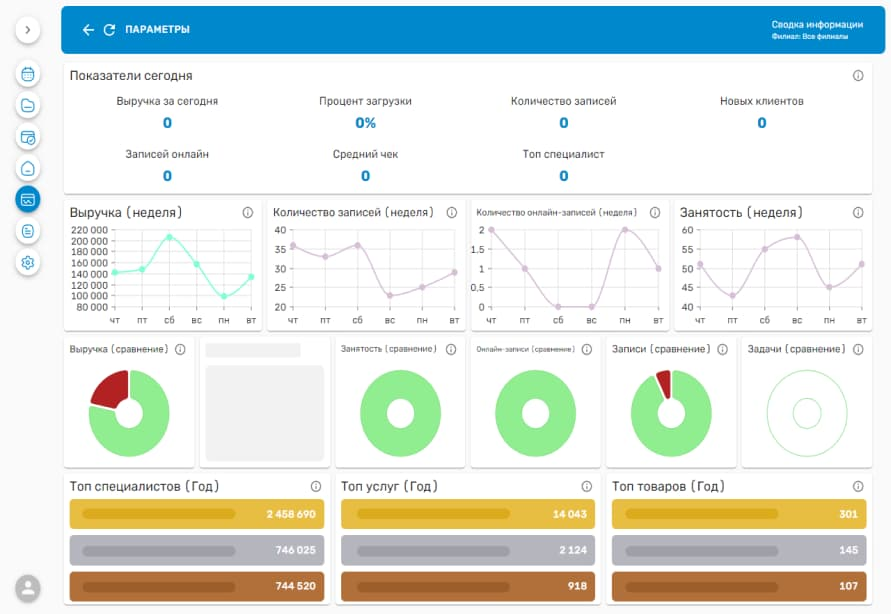 ПАРАМЕТРЫ
Сводка информации
Филиал: Все филиалы
Показатели сегодня
Выручка за сегодня
0
Процент загрузки
0%
Количество записей
0
Новых клиентов
0
Записей онлайн
0
Средний чек
0
Топ специалист
0
Выручка (неделя)
220 000
200 000
180 000
160 000
140 000
120 000
100 000
80 000
чт пт сб вс пн вт
Количество записей (неделя)
40
35
30
25
20
чт пт сб вс пн вт
Количество онлайн-записей (неделя)
2
1,5
1
0,5
0
чт пт сб вс пн вт
Занятость (неделя)
60
55
50
45
40
чт пт сб вс пн вт
Выручка (сравнение)
Занятость (сравнение)
Онлайн-записи (сравнение)
Записи (сравнение)
Задачи (сравнение)
Топ специалистов (Год)
2 458 690
746 025
744 520
Топ услуг (Год)
14 043
2 124
918
Топ товаров (Год)
301
145
107